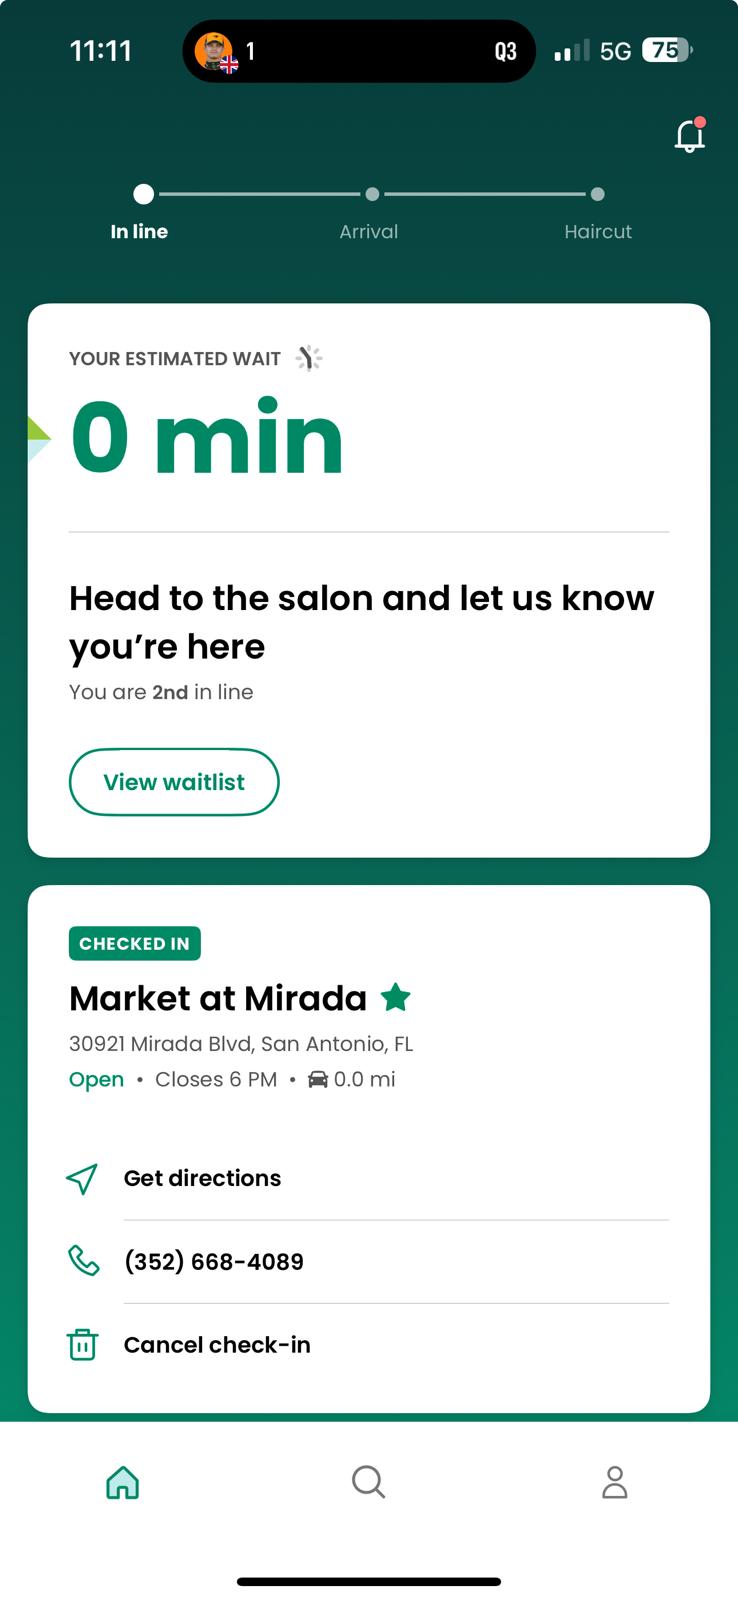 11:11
1
Q3
5G
75
In line
Arrival
Haircut
YOUR ESTIMATED WAIT
0 min
Head to the salon and let us know
you’re here
You are 2nd in line
View waitlist
CHECKED IN
Market at Mirada
30921 Mirada Blvd, San Antonio, FL
Open • Closes 6 PM • 0.0 mi
Get directions
(352) 668-4089
Cancel check-in